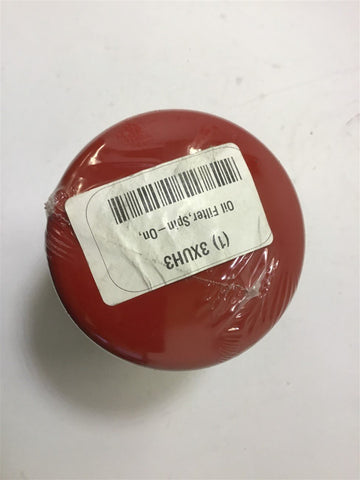 (1) 3XUH3
Oil Filter,Spin-On,